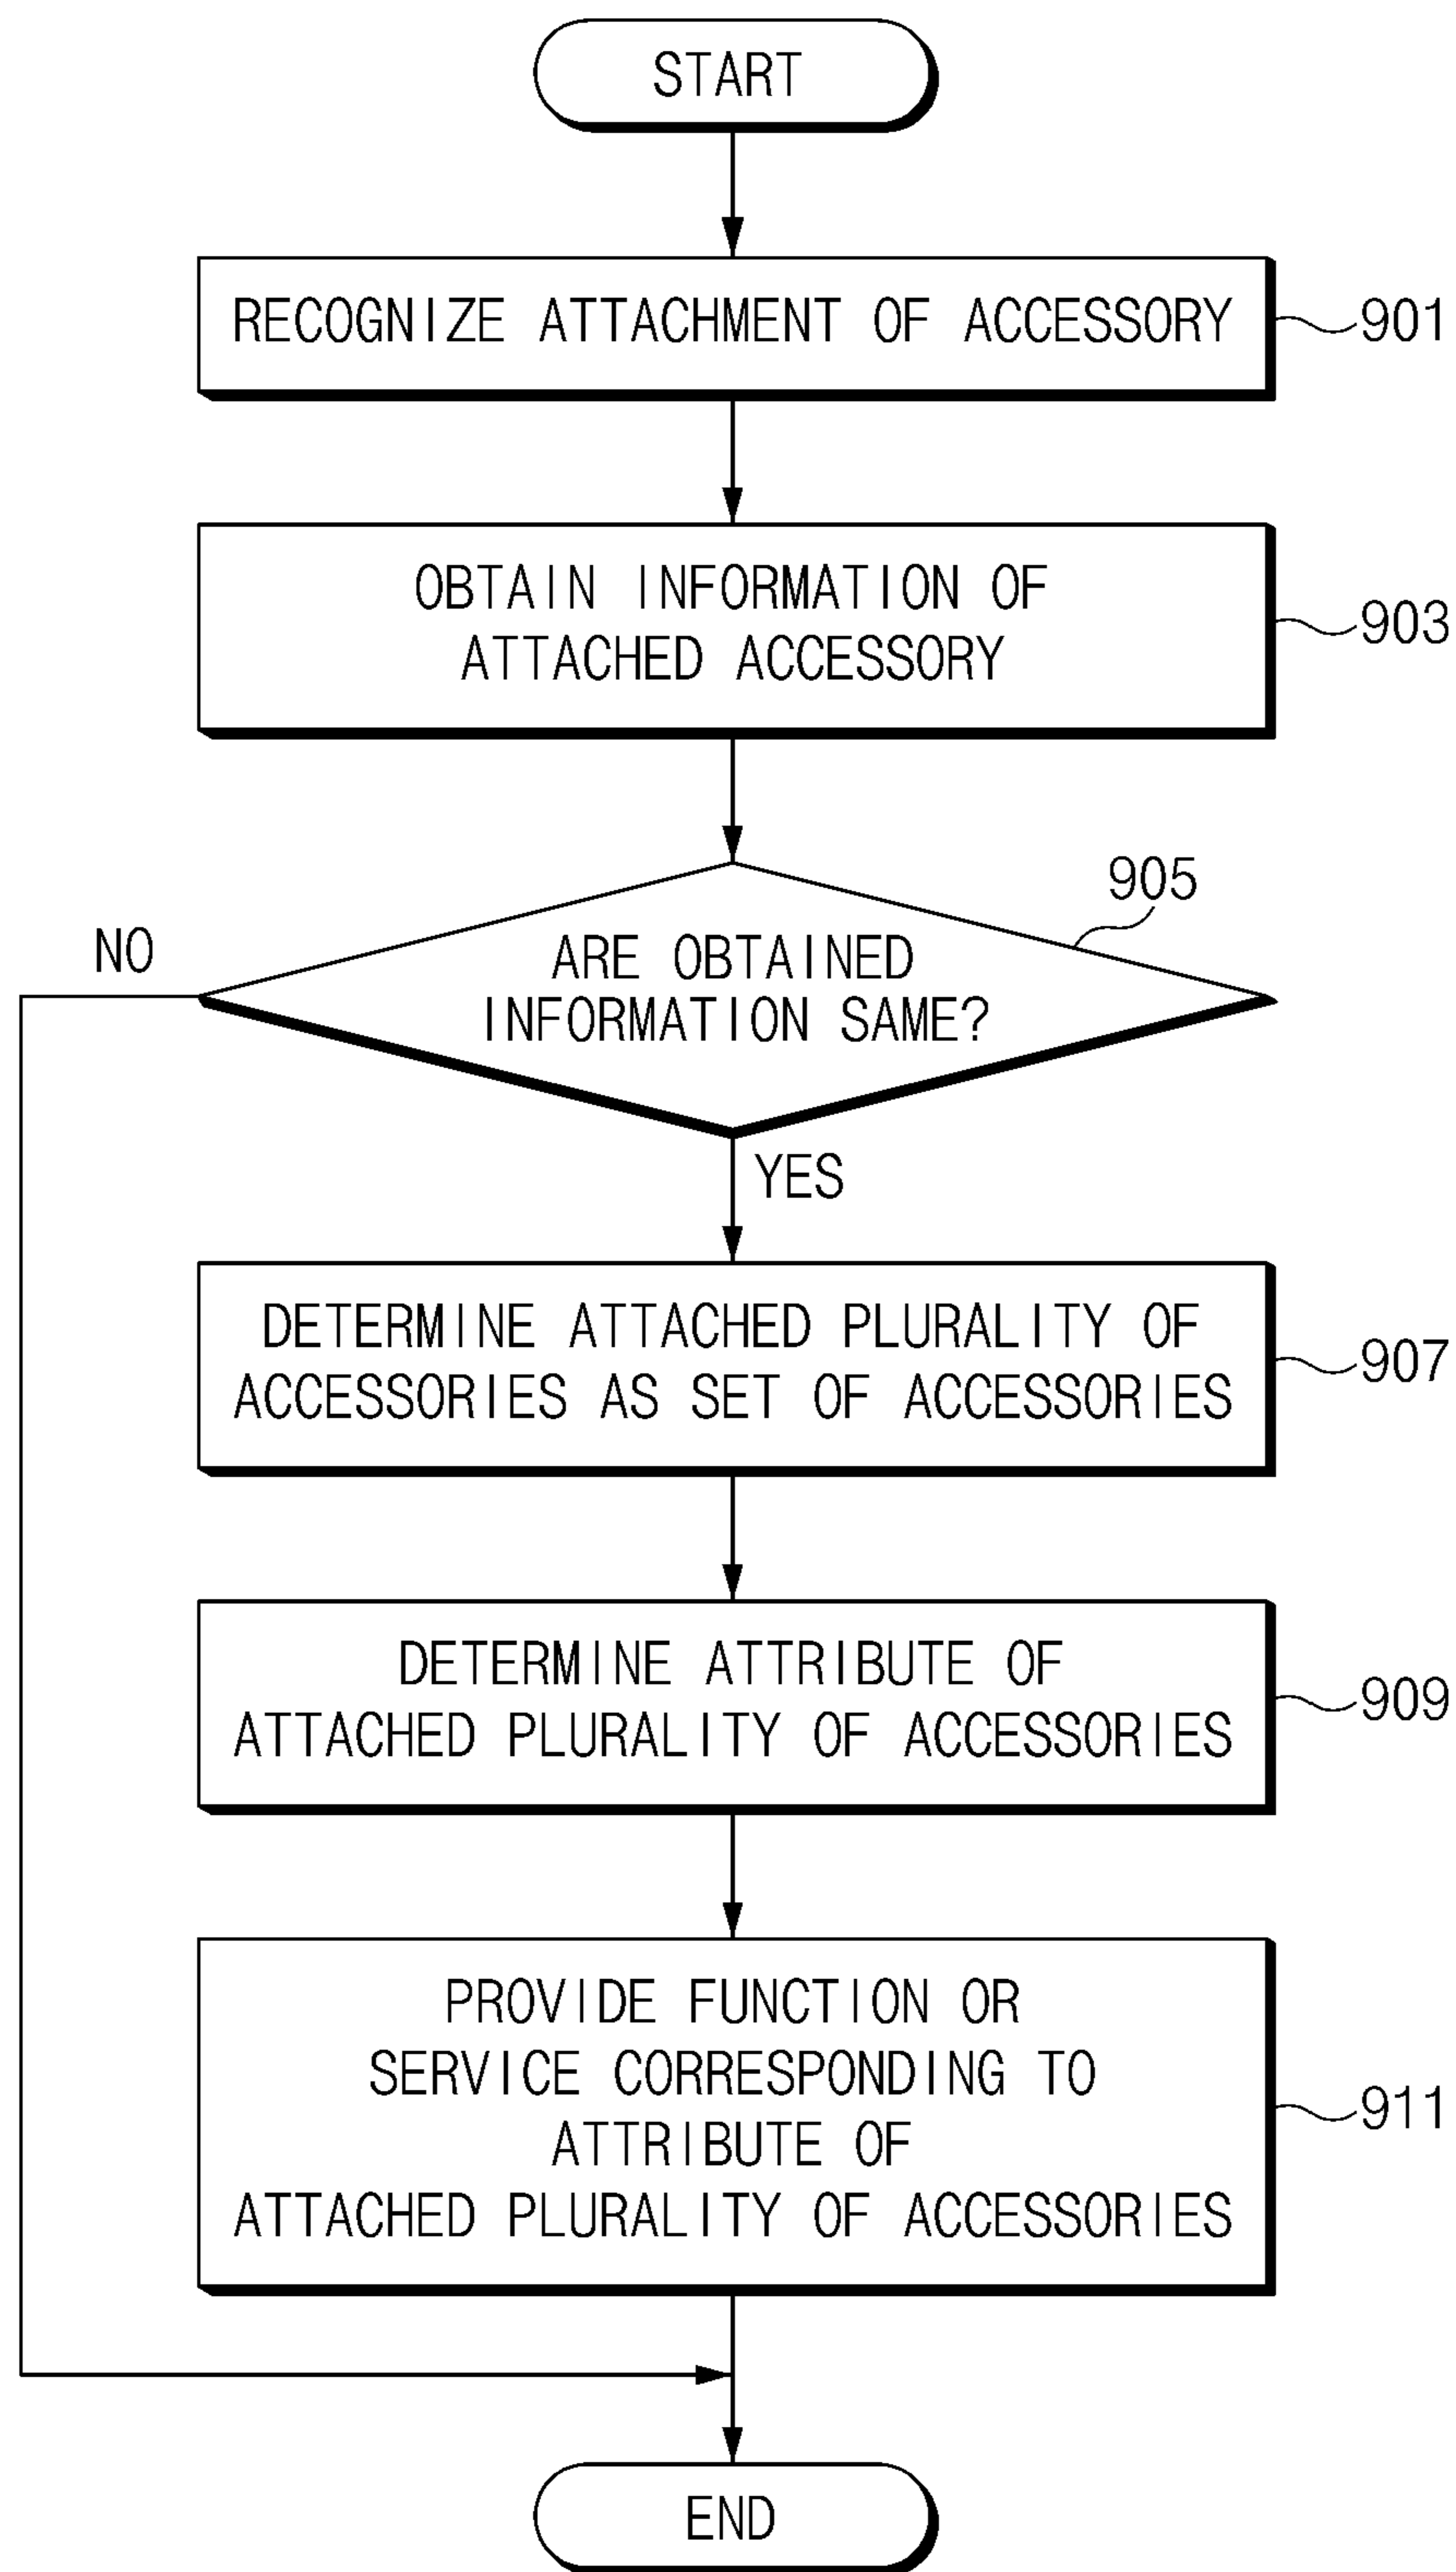 START
RECOGNIZE ATTACHMENT OF ACCESSORY
901
OBTAIN INFORMATION OF
ATTACHED ACCESSORY
903
905
NO
ARE OBTAINED
INFORMATION SAME?
YES
DETERMINE ATTACHED PLURALITY OF
ACCESSORIES AS SET OF ACCESSORIES
907
DETERMINE ATTRIBUTE OF
ATTACHED PLURALITY OF ACCESSORIES
909
PROVIDE FUNCTION OR
SERVICE CORRESPONDING TO
ATTRIBUTE OF
ATTACHED PLURALITY OF ACCESSORIES
911
END